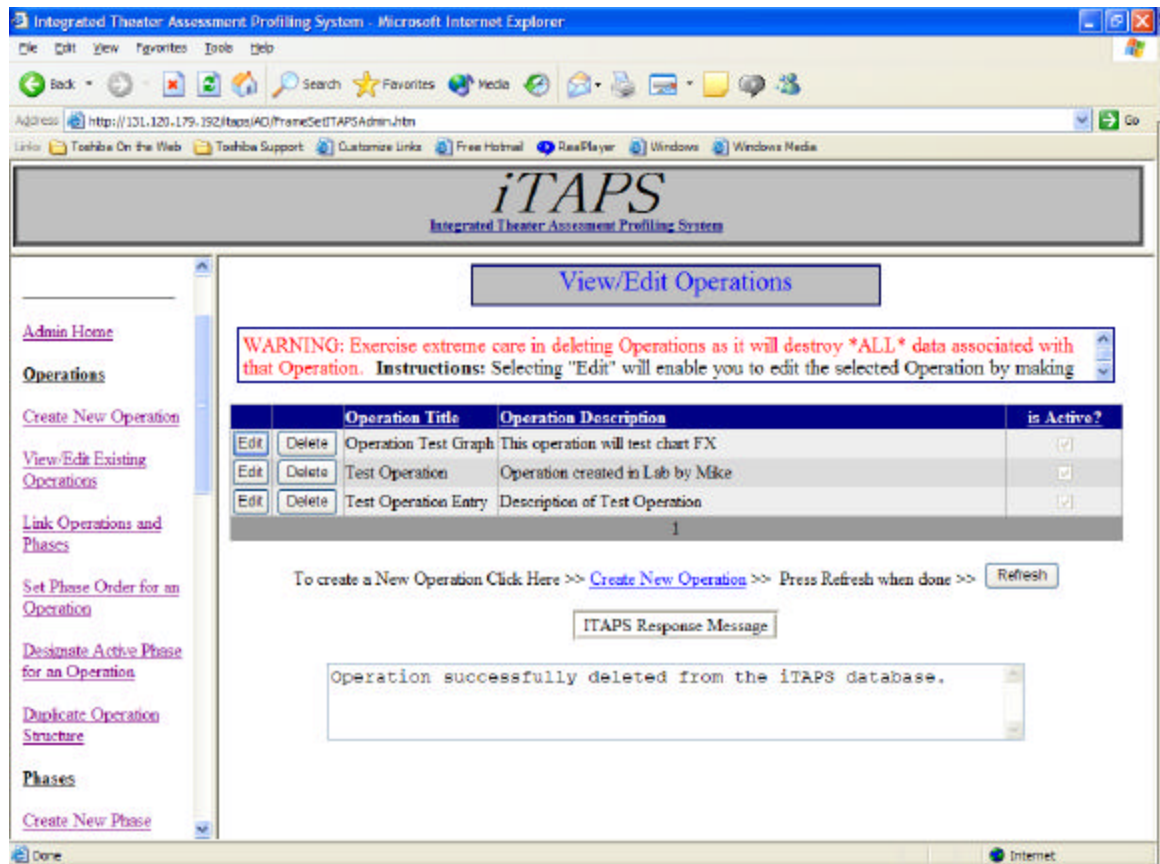 Integrated Theater Assessment Profiling System - Microsoft Internet Explorer
File Edit View Favorites Tools Help
Back Search Favorites Media
Address http://131.120.179.192/itaps/AO/FrameSetITAPSAdmin.htm Go
Links Toshiba On the Web Toshiba Support Customize Links Free Hotmail RealPlayer Windows Windows Media
iTAPS
Integrated Theater Assessment Profiling System
Admin Home
Operations
Create New Operation
View/Edit Existing
Operations
Link Operations and
Phases
Set Phase Order for an
Operation
Designate Active Phase
for an Operation
Duplicate Operation
Structure
Phases
Create New Phase
View/Edit Operations
WARNING: Exercise extreme care in deleting Operations as it will destroy *ALL* data associated with
that Operation. Instructions: Selecting "Edit" will enable you to edit the selected Operation by making
Operation Title Operation Description is Active?
Edit Delete Operation Test Graph This operation will test chart FX
Edit Delete Test Operation Operation created in Lab by Mike
Edit Delete Test Operation Entry Description of Test Operation
1
To create a New Operation Click Here >> Create New Operation >> Press Refresh when done >> Refresh
ITAPS Response Message
Operation successfully deleted from the iTAPS database.
Done Internet